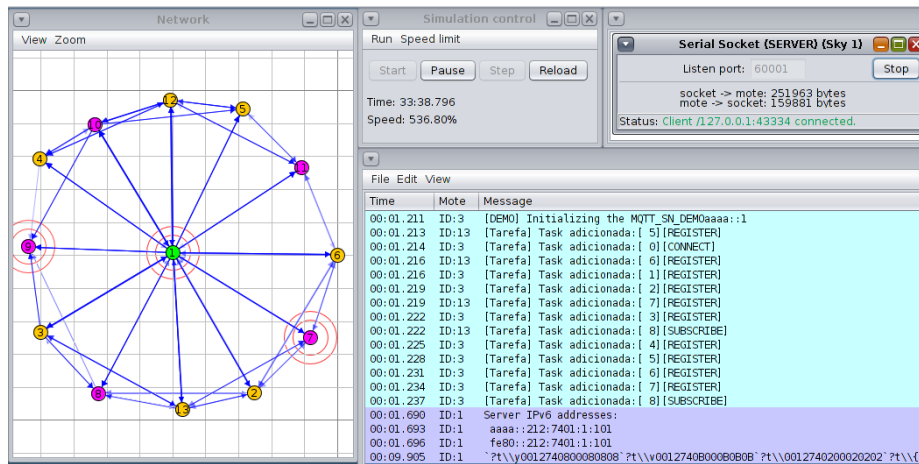 Network
View Zoom
12
5
10
4
11
9
1
6
3
7
8
2
13
Simulation control
Run Speed limit
Start Pause Step Reload
Time: 33:38.796
Speed: 536.80%
Serial Socket (SERVER) (Sky 1)
Listen port: 60001 Stop
socket -> mote: 251963 bytes
mote -> socket: 159881 bytes
Status: Client /127.0.0.1:43334 connected.
File Edit View
Time Mote Message
00:01.211 ID:3 [DEMO] Initializing the MQTT_SN_DEMOaaaa::1
00:01.213 ID:13 [Tarefa] Task adicionada:[ 5][REGISTER]
00:01.214 ID:3 [Tarefa] Task adicionada:[ 0][CONNECT]
00:01.216 ID:13 [Tarefa] Task adicionada:[ 6][REGISTER]
00:01.216 ID:3 [Tarefa] Task adicionada:[ 1][REGISTER]
00:01.219 ID:3 [Tarefa] Task adicionada:[ 2][REGISTER]
00:01.219 ID:13 [Tarefa] Task adicionada:[ 7][REGISTER]
00:01.222 ID:3 [Tarefa] Task adicionada:[ 3][REGISTER]
00:01.222 ID:13 [Tarefa] Task adicionada:[ 8][SUBSCRIBE]
00:01.225 ID:3 [Tarefa] Task adicionada:[ 4][REGISTER]
00:01.228 ID:3 [Tarefa] Task adicionada:[ 5][REGISTER]
00:01.231 ID:3 [Tarefa] Task adicionada:[ 6][REGISTER]
00:01.234 ID:3 [Tarefa] Task adicionada:[ 7][REGISTER]
00:01.237 ID:3 [Tarefa] Task adicionada:[ 8][SUBSCRIBE]
00:01.690 ID:1 Server IPv6 addresses:
00:01.693 ID:1 aaaa::212:7401:1:101
00:01.696 ID:1 fe80::212:7401:1:101
00:09.905 ID:1 `?t\\y0012740800080808`?t\\v0012740B000B0B0B`?t\\0012740200020202`?t\\{